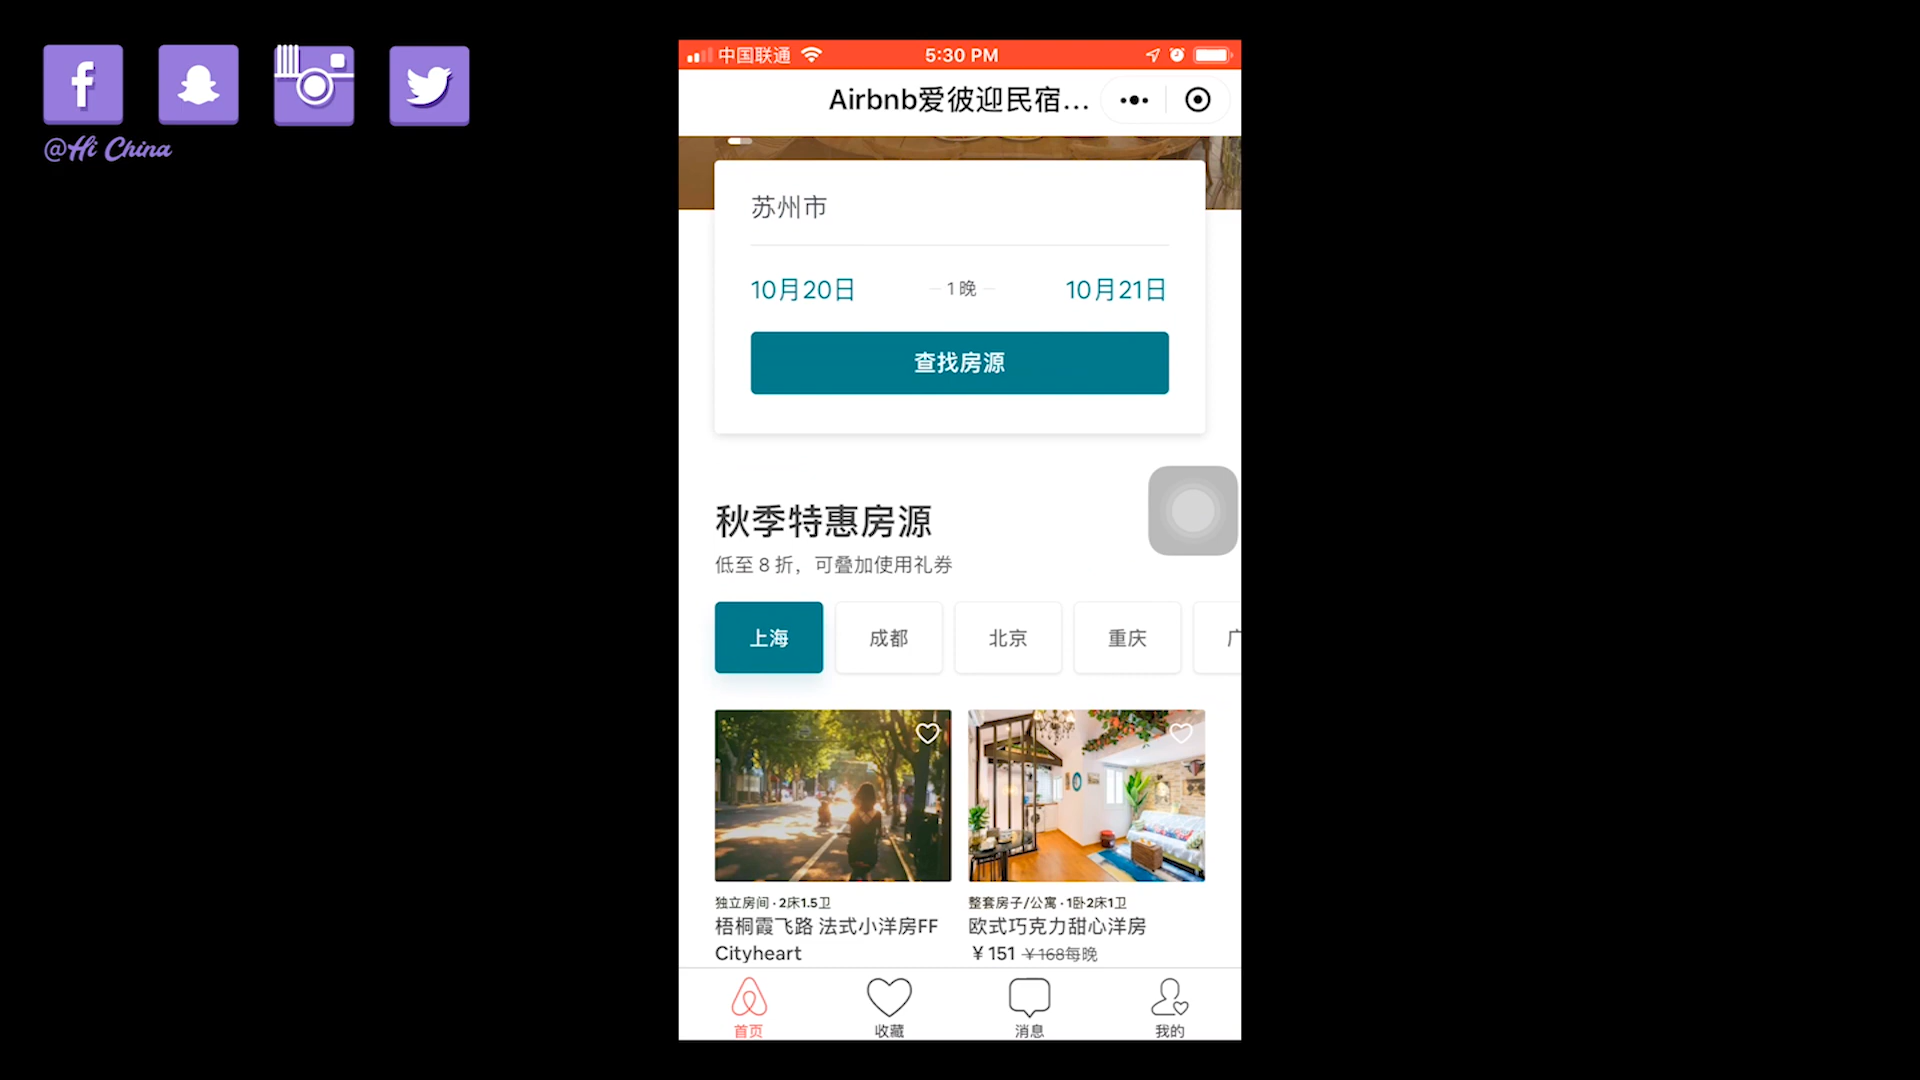 @Hi China
中国联通
5:30 PM
Airbnb爱彼迎民宿...
苏州市
10月20日
1 晚
10月21日
查找房源
秋季特惠房源
低至 8 折，可叠加使用礼券
上海
成都
北京
重庆
独立房间 · 2床1.5卫
梧桐霞飞路 法式小洋房FF
Cityheart
整套房子/公寓 · 1卧2床1卫
欧式巧克力甜心洋房
¥ 151 ¥ 168每晚
首页
收藏
消息
我的